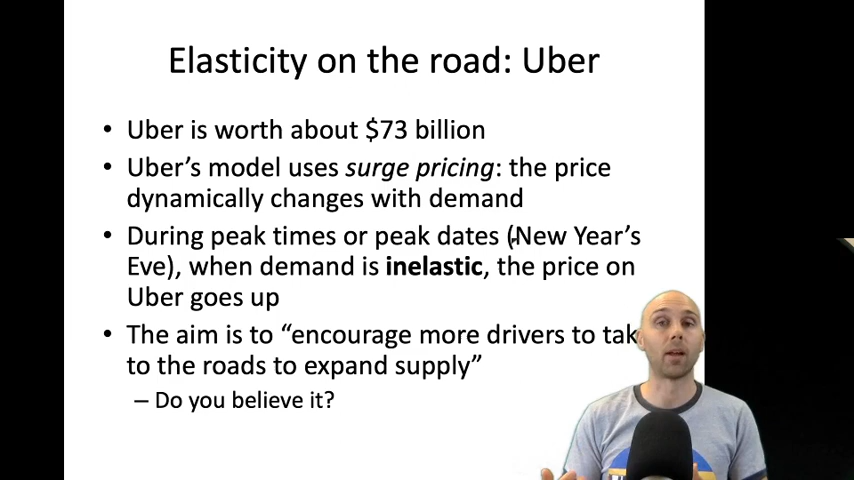 Elasticity on the road: Uber
• Uber is worth about $73 billion
• Uber's model uses surge pricing: the price
dynamically changes with demand
• During peak times or peak dates (New Year's
Eve), when demand is inelastic, the price on
Uber goes up
• The aim is to “encourage more drivers to tak
to the roads to expand supply”
– Do you believe it?